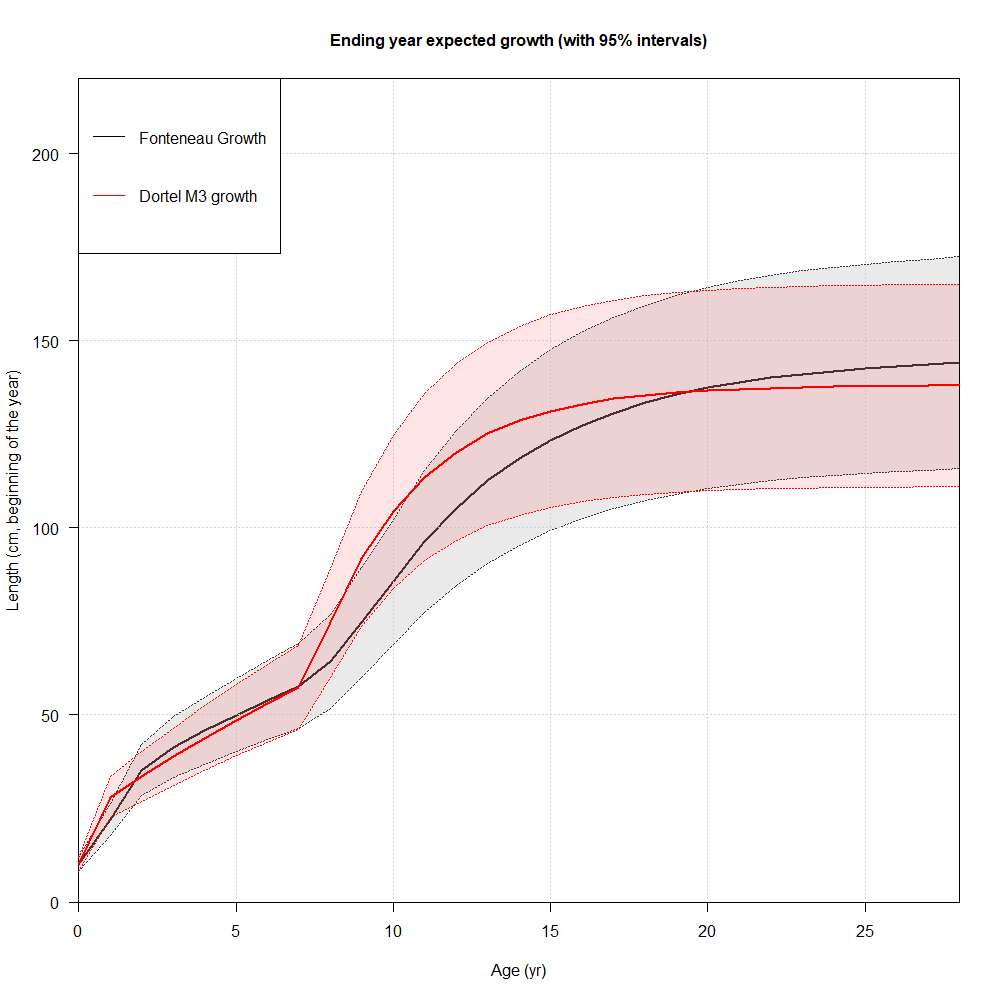 Ending year expected growth (with 95% intervals)
Fonteneau Growth
Dortel M3 growth
200
150
100
50
0
Length (cm, beginning of the year)
0 5 10 15 20 25
Age (yr)